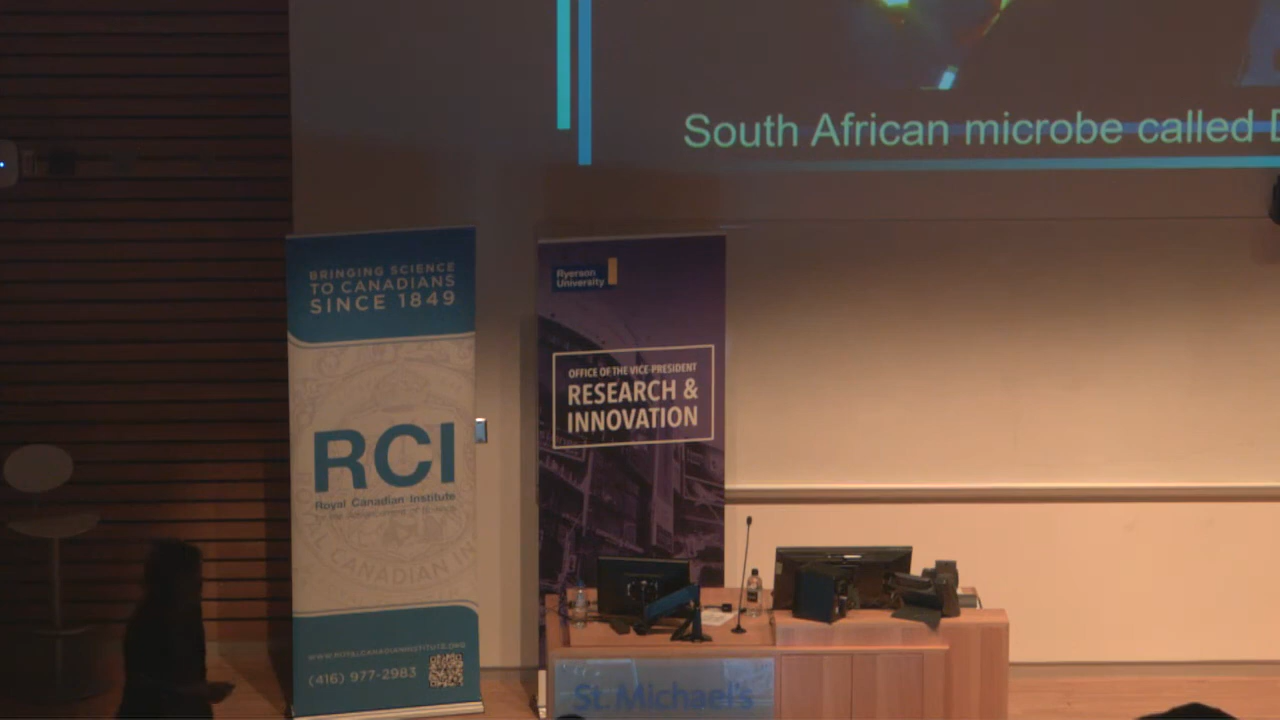 South African microbe called
BRINGING SCIENCE
TO CANADIANS
SINCE 1849
RCI
Royal Canadian Institute
WWW.ROYALCANADIANINSTITUTE.ORG
(416) 977-2983
Ryerson
University
OFFICE OF THE VICE-PRESIDENT
RESEARCH &
INNOVATION
St. Michael's